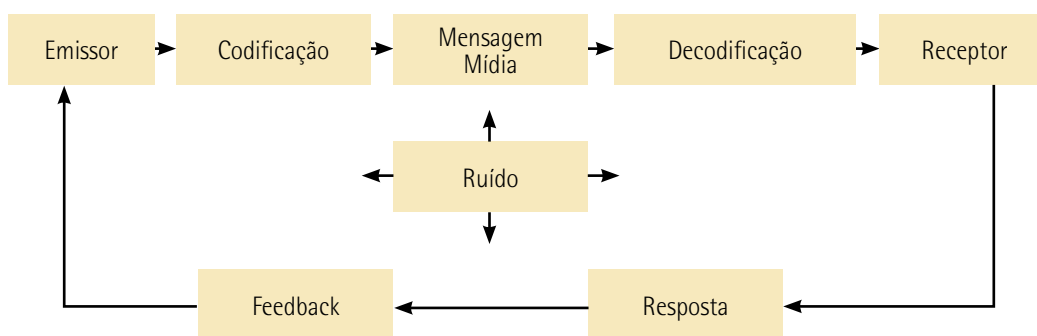 Emissor
Codificação
Mensagem
Mídia
Decodificação
Receptor
Ruído
Feedback
Resposta